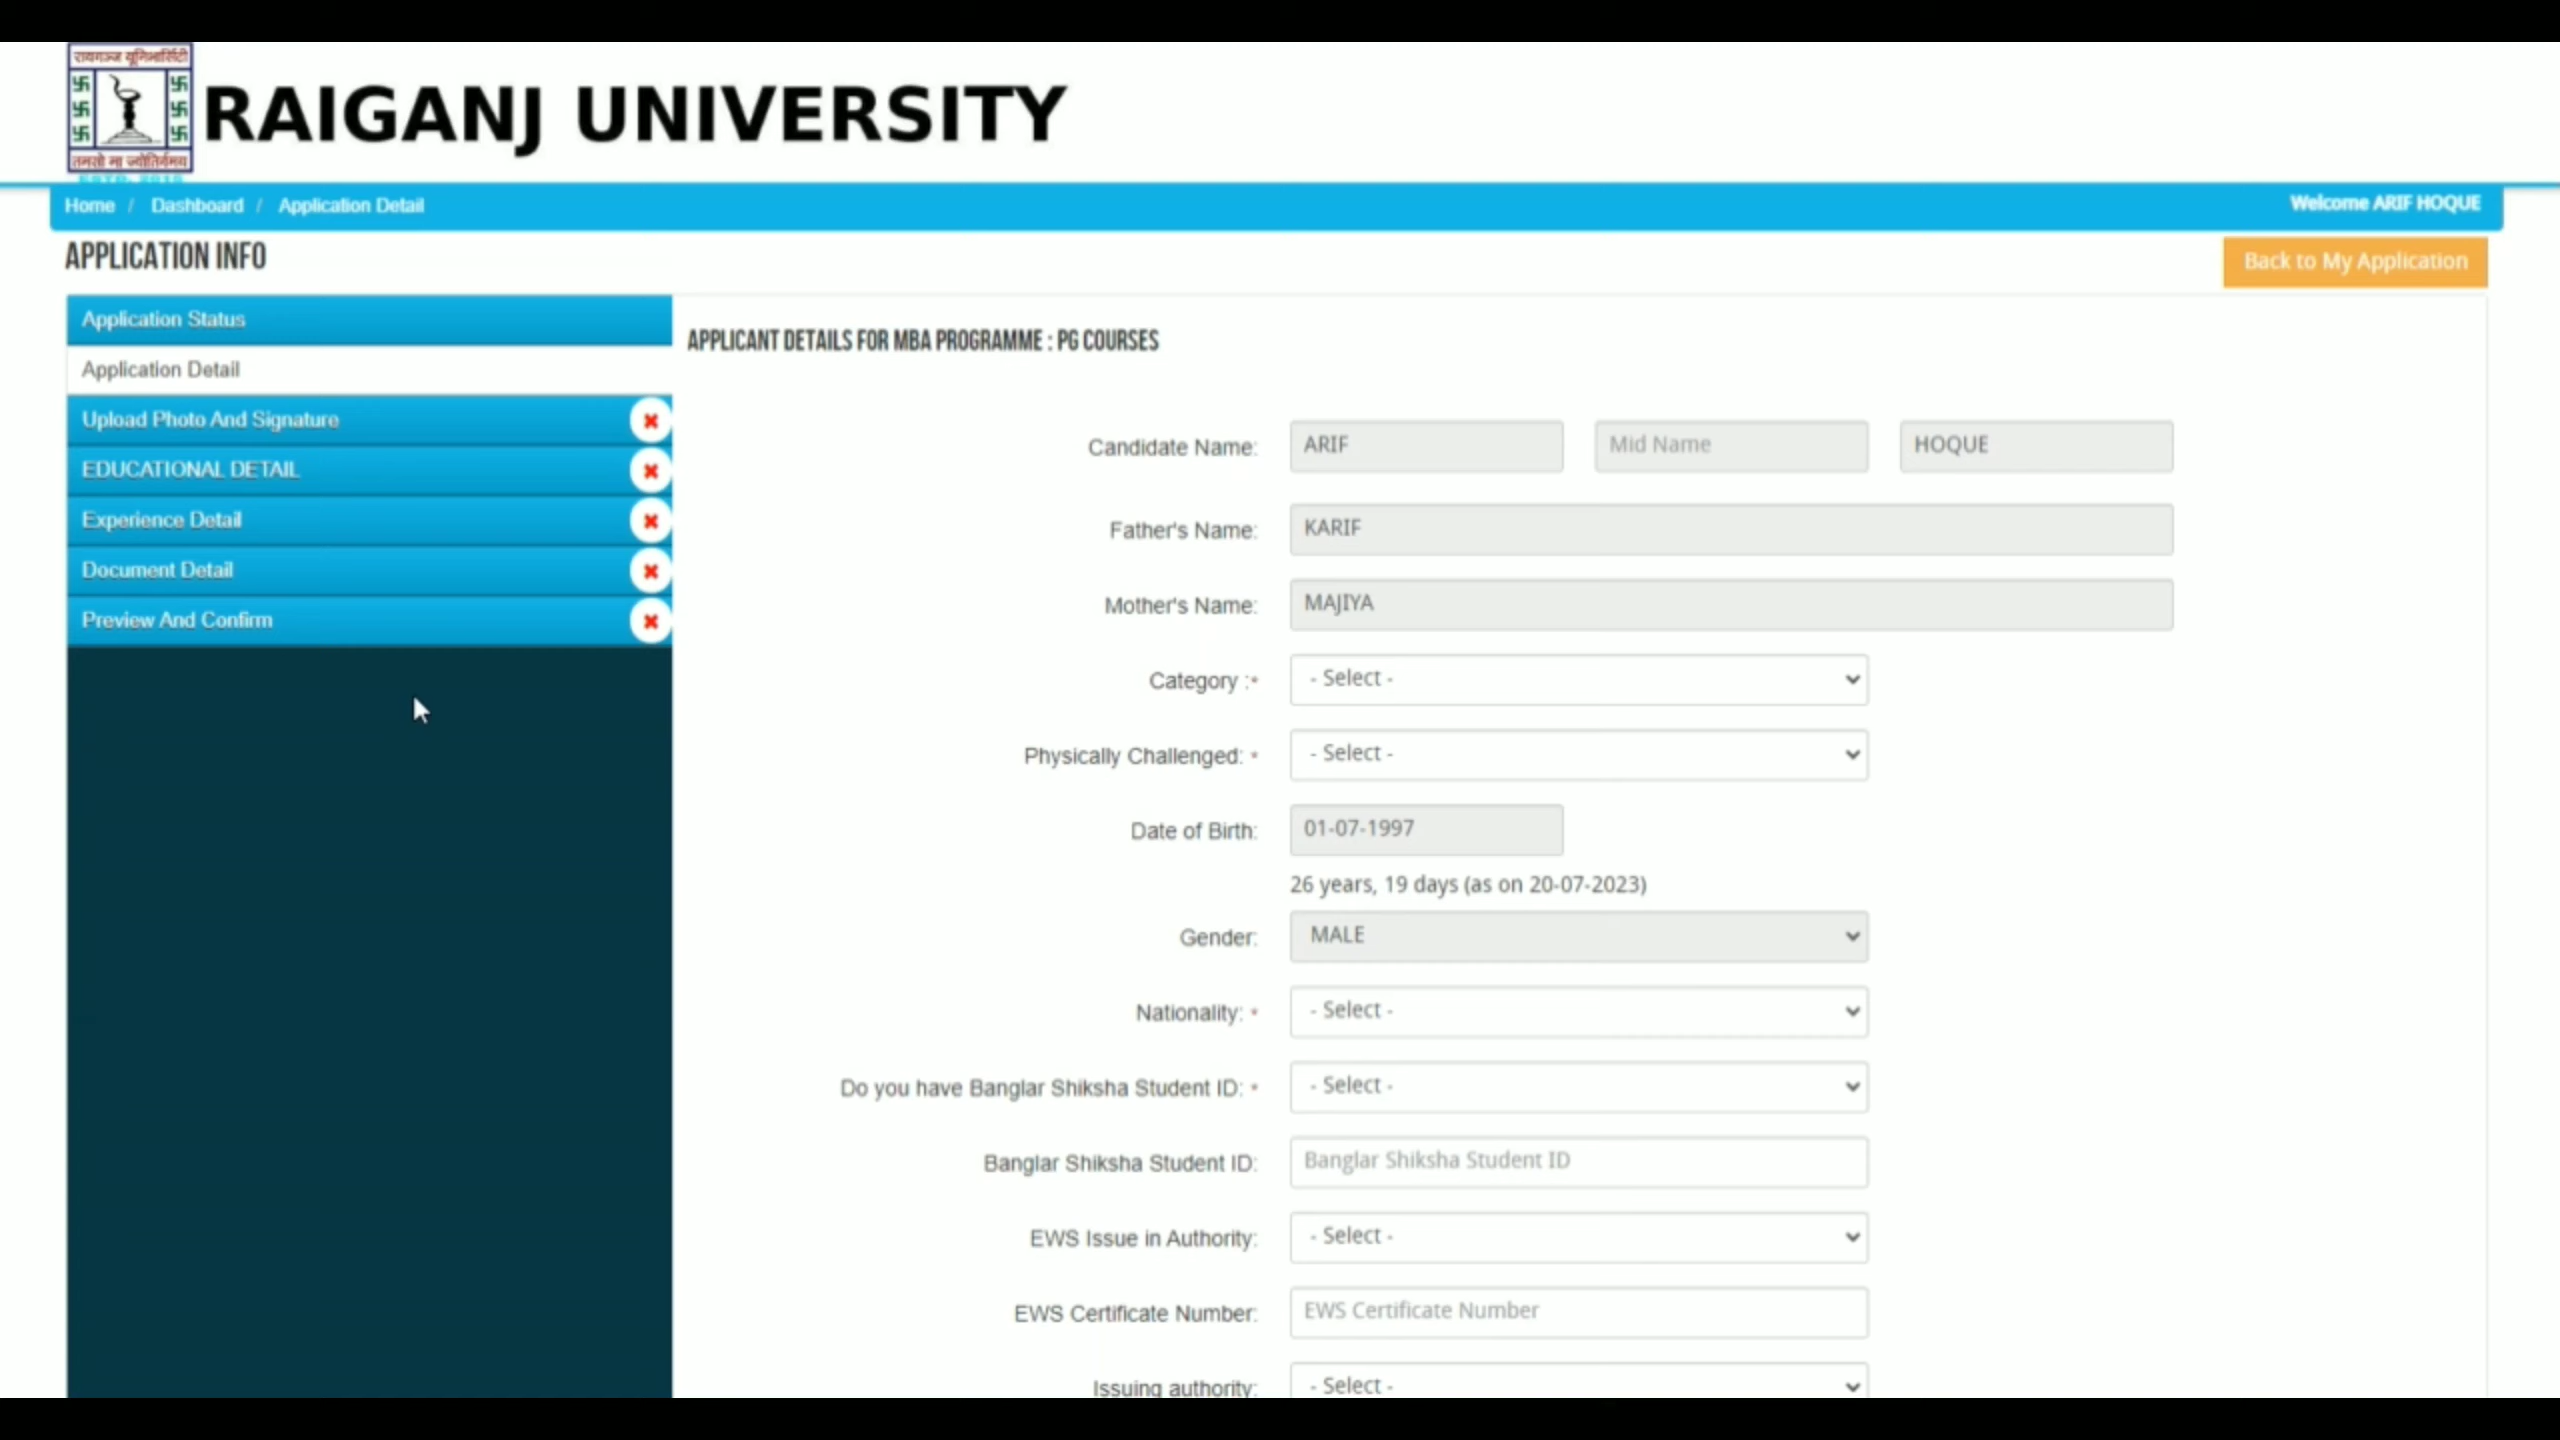 रायगञ्ज यूनिभार्सिटी
तमसो मा ज्योतिर्गमय
RAIGANJ UNIVERSITY
Home / Dashboard / Application Detail
Welcome ARIF HOQUE
APPLICATION INFO
Back to My Application
Application Status
Application Detail
Upload Photo And Signature
EDUCATIONAL DETAIL
Experience Detail
Document Detail
Preview And Confirm
APPLICANT DETAILS FOR MBA PROGRAMME : PG COURSES
Candidate Name: ARIF Mid Name HOQUE
Father's Name: KARIF
Mother's Name: MAJIYA
Category :* - Select -
Physically Challenged: * - Select -
Date of Birth: 01-07-1997
26 years, 19 days (as on 20-07-2023)
Gender: MALE
Nationality: * - Select -
Do you have Banglar Shiksha Student ID: * - Select -
Banglar Shiksha Student ID: Banglar Shiksha Student ID
EWS Issue in Authority: - Select -
EWS Certificate Number: EWS Certificate Number
Issuing authority: - Select -